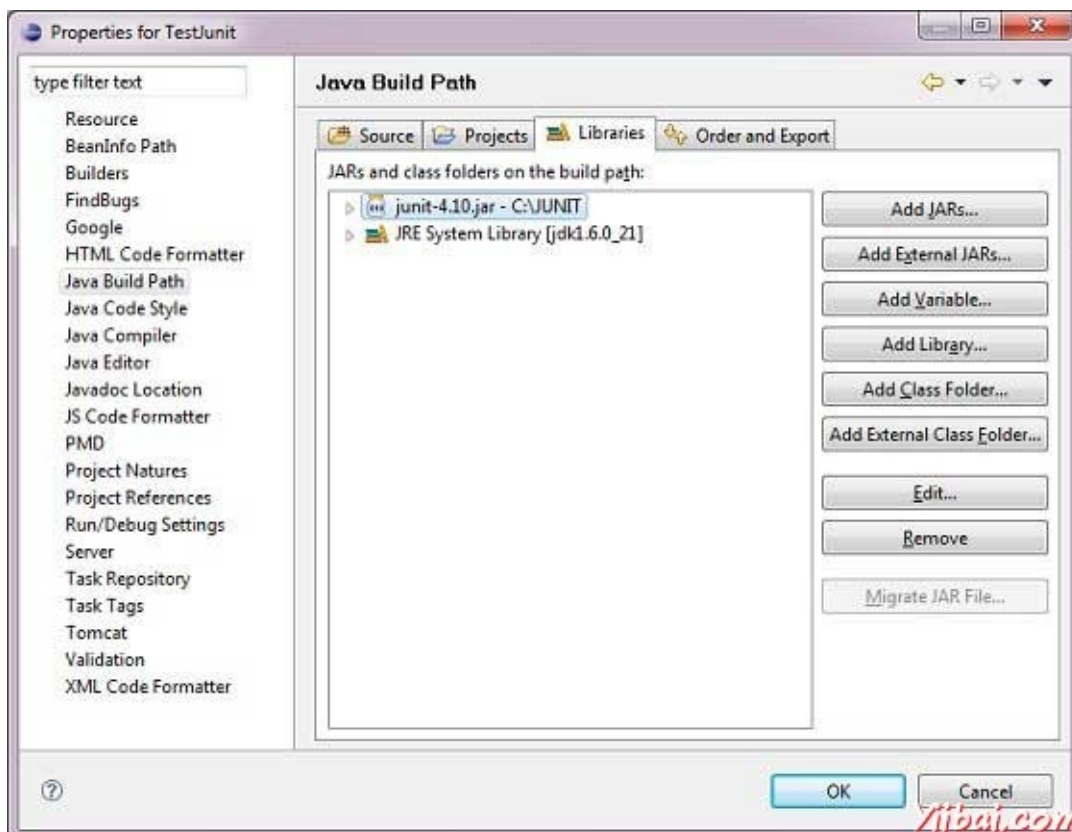 Properties for TestJunit
type filter text
Resource
BeanInfo Path
Builders
FindBugs
Google
HTML Code Formatter
Java Build Path
Java Code Style
Java Compiler
Java Editor
Javadoc Location
JS Code Formatter
PMD
Project Natures
Project References
Run/Debug Settings
Server
Task Repository
Task Tags
Tomcat
Validation
XML Code Formatter
Java Build Path
Source Projects Libraries Order and Export
JARs and class folders on the build path:
junit-4.10.jar - C:\JUNIT
JRE System Library [jdk1.6.0_21]
Add JARs...
Add External JARs...
Add Variable...
Add Library...
Add Class Folder...
Add External Class Folder...
Edit...
Remove
Migrate JAR File...
OK Cancel
Yiibai.com